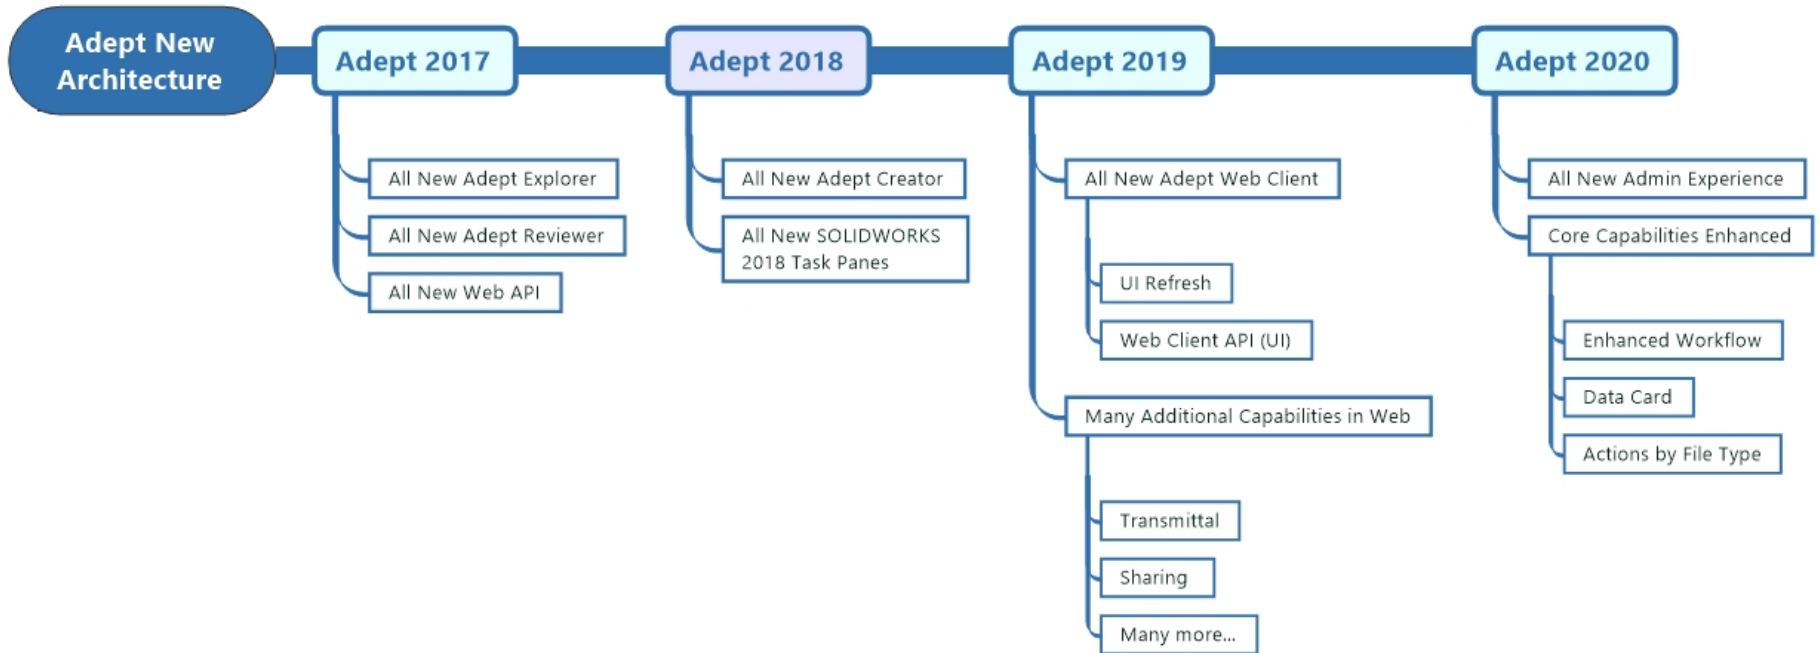 Adept New
Architecture
Adept 2017
All New Adept Explorer
All New Adept Reviewer
All New Web API
Adept 2018
All New Adept Creator
All New SOLIDWORKS
2018 Task Panes
Adept 2019
All New Adept Web Client
UI Refresh
Web Client API (UI)
Many Additional Capabilities in Web
Transmittal
Sharing
Many more...
Adept 2020
All New Admin Experience
Core Capabilities Enhanced
Enhanced Workflow
Data Card
Actions by File Type